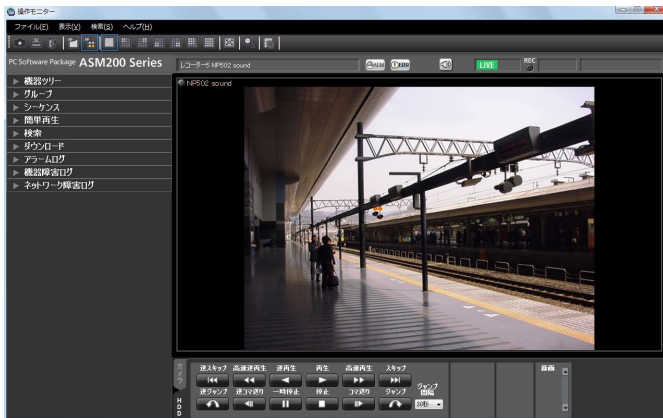 操作モニター
ファイル(F) 表示(V) 検索(S) ヘルプ(H)
PC Software Package ASM200 Series
レコーダー5 NP502 sound
ALM
ERR
LIVE
REC
機器ツリー
グループ
シーケンス
簡単再生
検索
ダウンロード
アラームログ
機器障害ログ
ネットワーク障害ログ
NP502 sound
カメラ
HDD
逆スキップ 高速逆再生 逆再生 再生 高速再生 スキップ
逆ジャンプ 逆コマ送り 一時停止 停止 コマ送り ジャンプ
ジャンプ間隔
30秒
録画